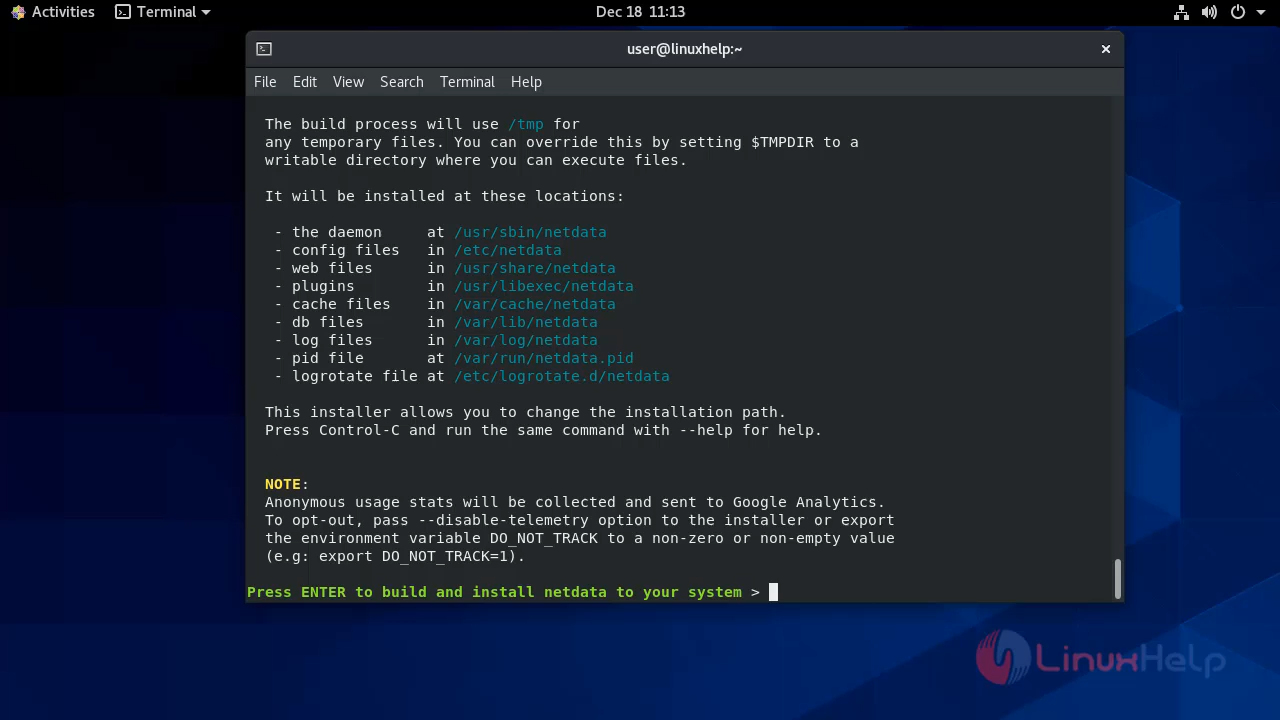 Activities Terminal Dec 18 11:13
user@linuxhelp:~
File Edit View Search Terminal Help
The build process will use /tmp for
any temporary files. You can override this by setting $TMPDIR to a
writable directory where you can execute files.
It will be installed at these locations:
- the daemon     at /usr/sbin/netdata
- config files   in /etc/netdata
- web files      in /usr/share/netdata
- plugins        in /usr/libexec/netdata
- cache files    in /var/cache/netdata
- db files       in /var/lib/netdata
- log files      in /var/log/netdata
- pid file       at /var/run/netdata.pid
- logrotate file at /etc/logrotate.d/netdata
This installer allows you to change the installation path.
Press Control-C and run the same command with --help for help.
NOTE:
Anonymous usage stats will be collected and sent to Google Analytics.
To opt-out, pass --disable-telemetry option to the installer or export
the environment variable DO_NOT_TRACK to a non-zero or non-empty value
(e.g: export DO_NOT_TRACK=1).
Press ENTER to build and install netdata to your system >
LinuxHelp